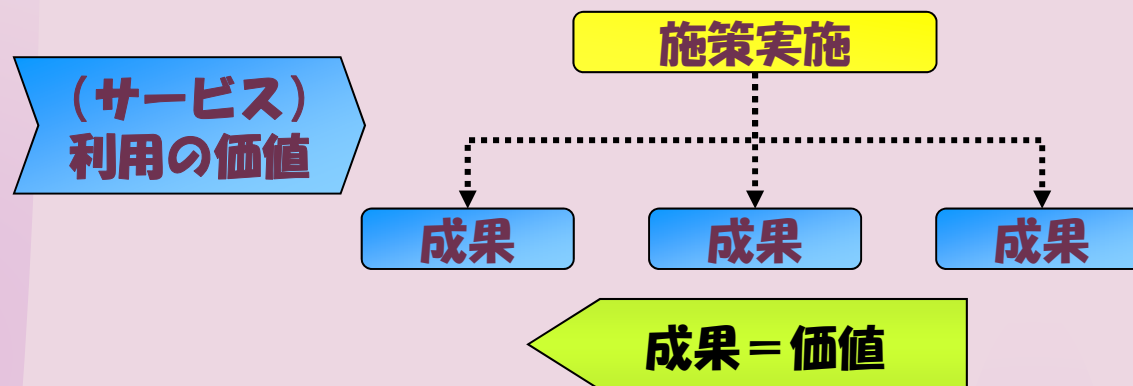 施策実施
（サービス）
利用の価値
成果
成果
成果
成果＝価値